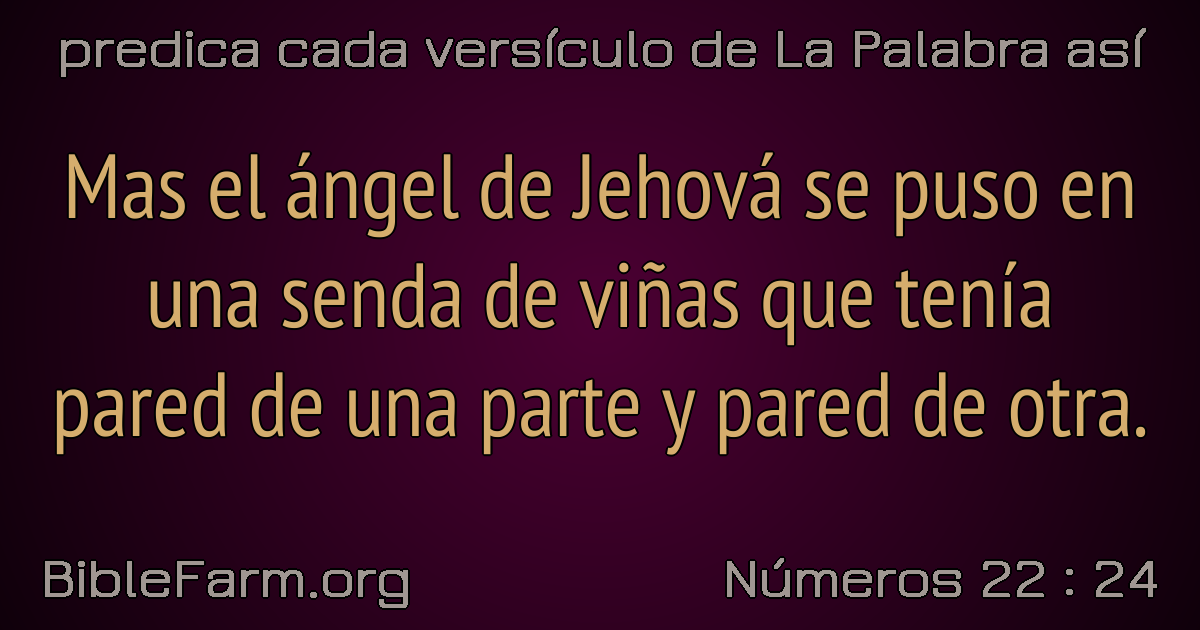 predica cada versículo de La Palabra así
Mas el ángel de Jehová se puso en
una senda de viñas que tenía
pared de una parte y pared de otra.
BibleFarm.org
Números 22 : 24